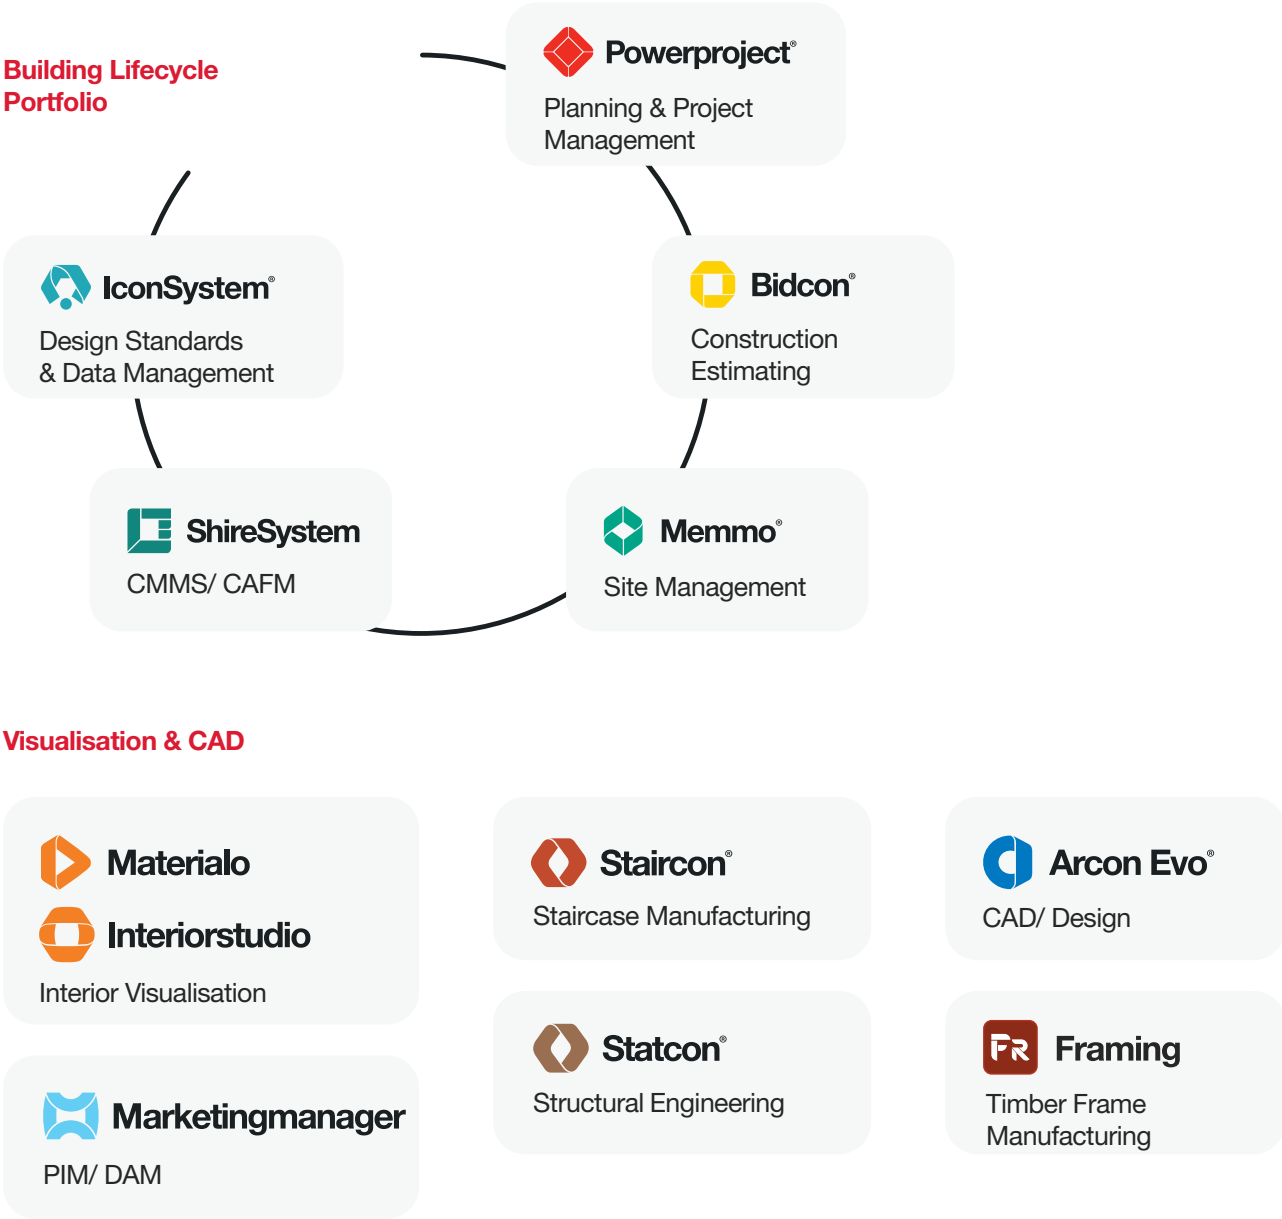 Building Lifecycle
Portfolio
Powerproject®
Planning & Project
Management
IconSystem®
Design Standards
& Data Management
Bidcon®
Construction
Estimating
ShireSystem
CMMS/ CAFM
Memmo®
Site Management
Visualisation & CAD
Materialo
Interiorstudio
Interior Visualisation
Staircon®
Staircase Manufacturing
Arcon Evo®
CAD/ Design
Marketingmanager
PIM/ DAM
Statcon®
Structural Engineering
FR Framing
Timber Frame
Manufacturing